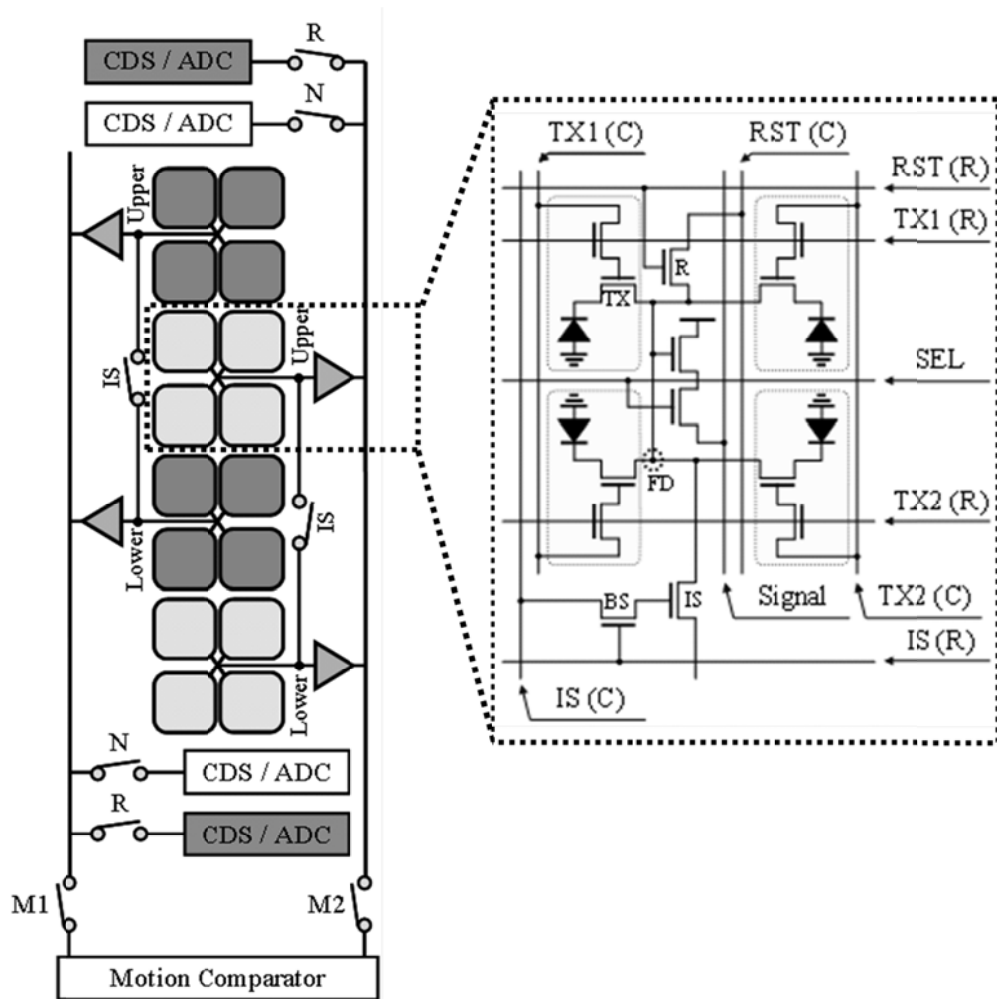 R
CDS / ADC
N
CDS / ADC
Upper
IS
Upper
Lower
IS
Lower
N
CDS / ADC
R
CDS / ADC
M1
M2
Motion Comparator
TX1 (C)
RST (C)
RST (R)
TX1 (R)
R
TX
SEL
FD
TX2 (R)
BS
IS
Signal
TX2 (C)
IS (R)
IS (C)